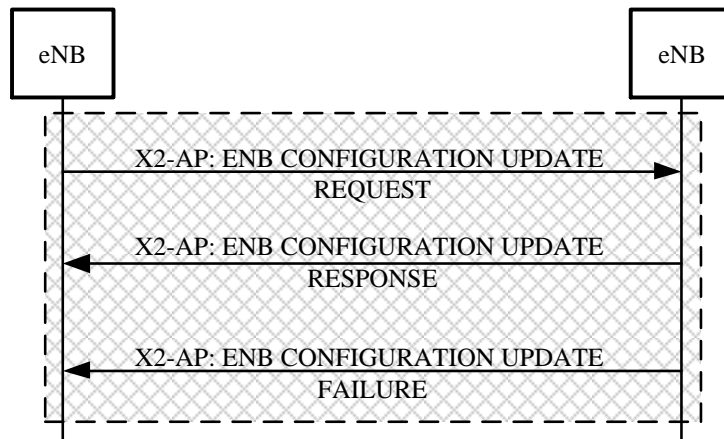 eNB
eNB
X2-AP: ENB CONFIGURATION UPDATE
REQUEST
X2-AP: ENB CONFIGURATION UPDATE
RESPONSE
X2-AP: ENB CONFIGURATION UPDATE
FAILURE